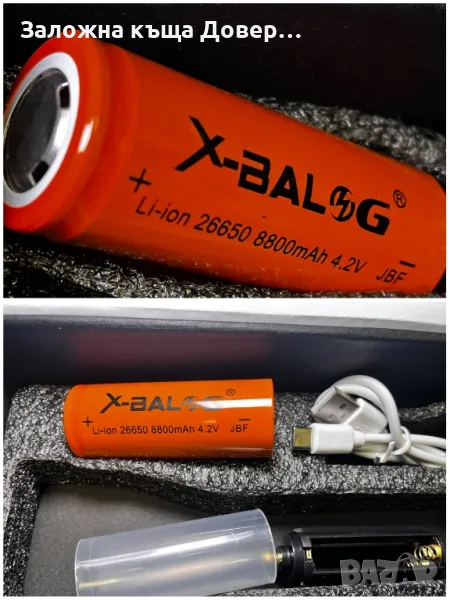 Заложна къща Довер...
X-BALOG®
+ Li-ion 26650 8800mAh 4.2V JBF −
X-BALOG®
+ Li-ion 26650 8800mAh 4.2V JBF −
BAZAR